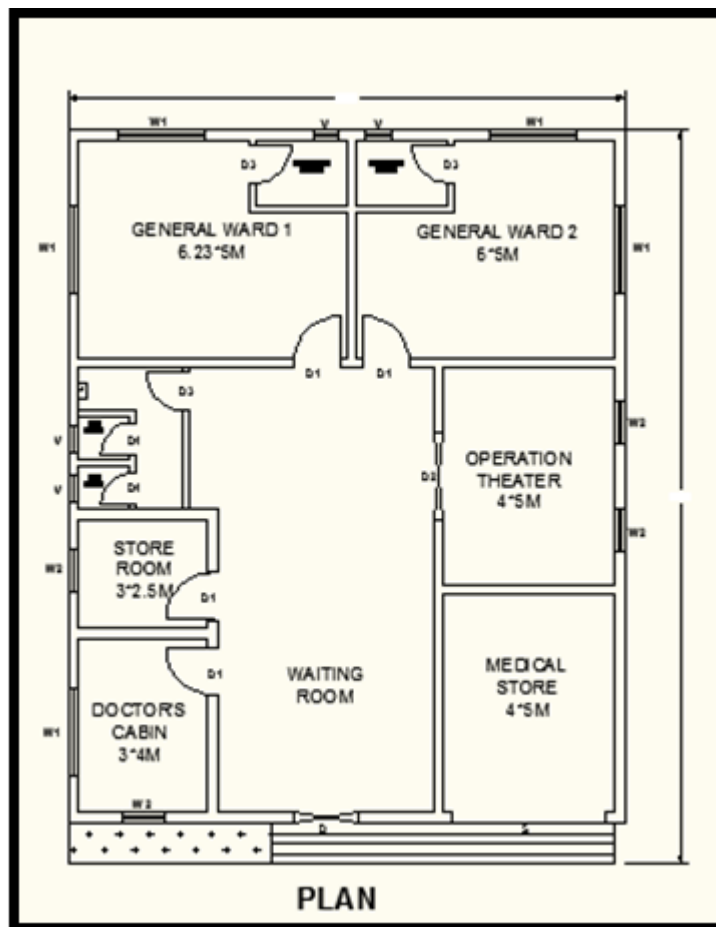 W1
V
V
W1
D3
D3
GENERAL WARD 1
6.23*5M
GENERAL WARD 2
6*5M
W1
W1
D1
D1
D3
V
D4
W2
D2
OPERATION
THEATER
4*5M
V
D4
W2
STORE
ROOM
3*2.5M
W2
D1
D1
WAITING
ROOM
MEDICAL
STORE
4*5M
DOCTOR'S
CABIN
3*4M
W1
W2
D
S
PLAN